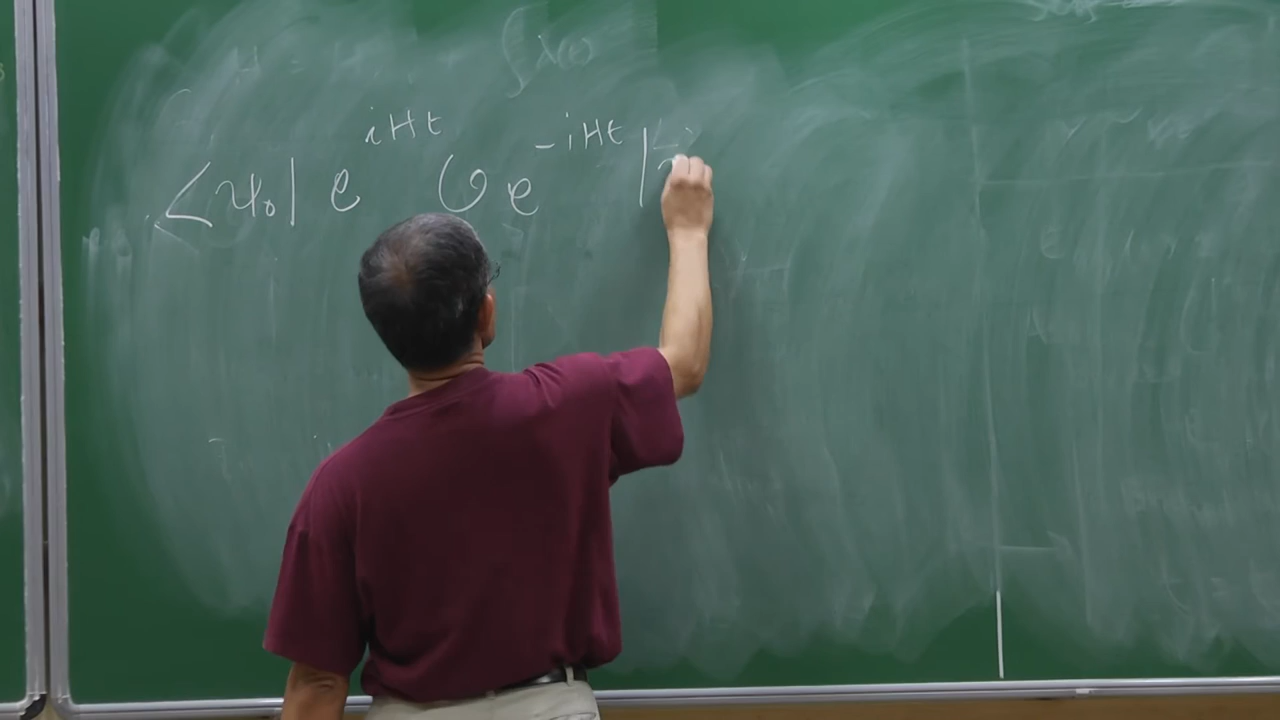 <ψ₀| e^{iHt} O e^{-iHt} |